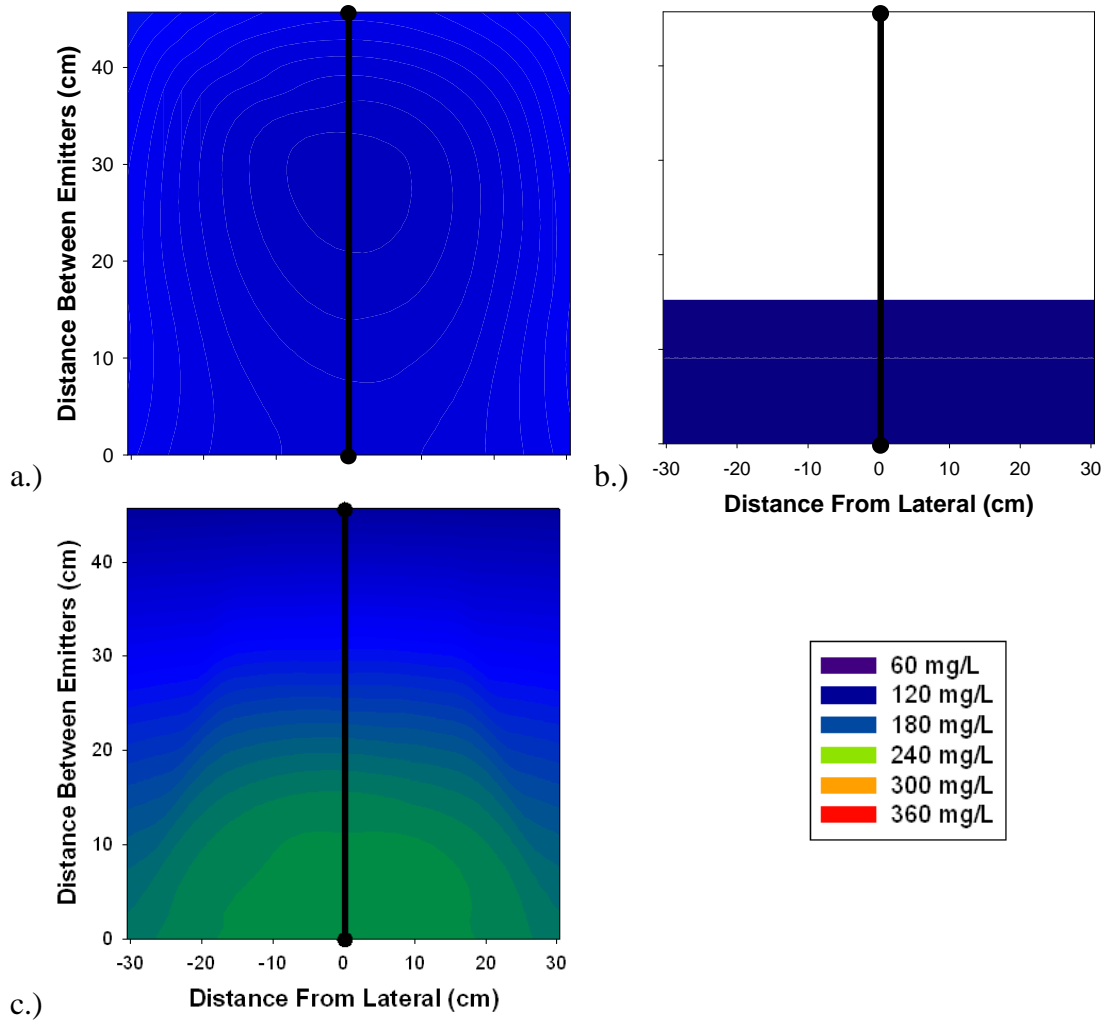 Distance Between Emitters (cm)
40
30
20
10
0
a.)
-30 -20 -10 0 10 20 30
Distance From Lateral (cm)
b.)
Distance Between Emitters (cm)
40
30
20
10
0
-30 -20 -10 0 10 20 30
Distance From Lateral (cm)
c.)
60 mg/L
120 mg/L
180 mg/L
240 mg/L
300 mg/L
360 mg/L